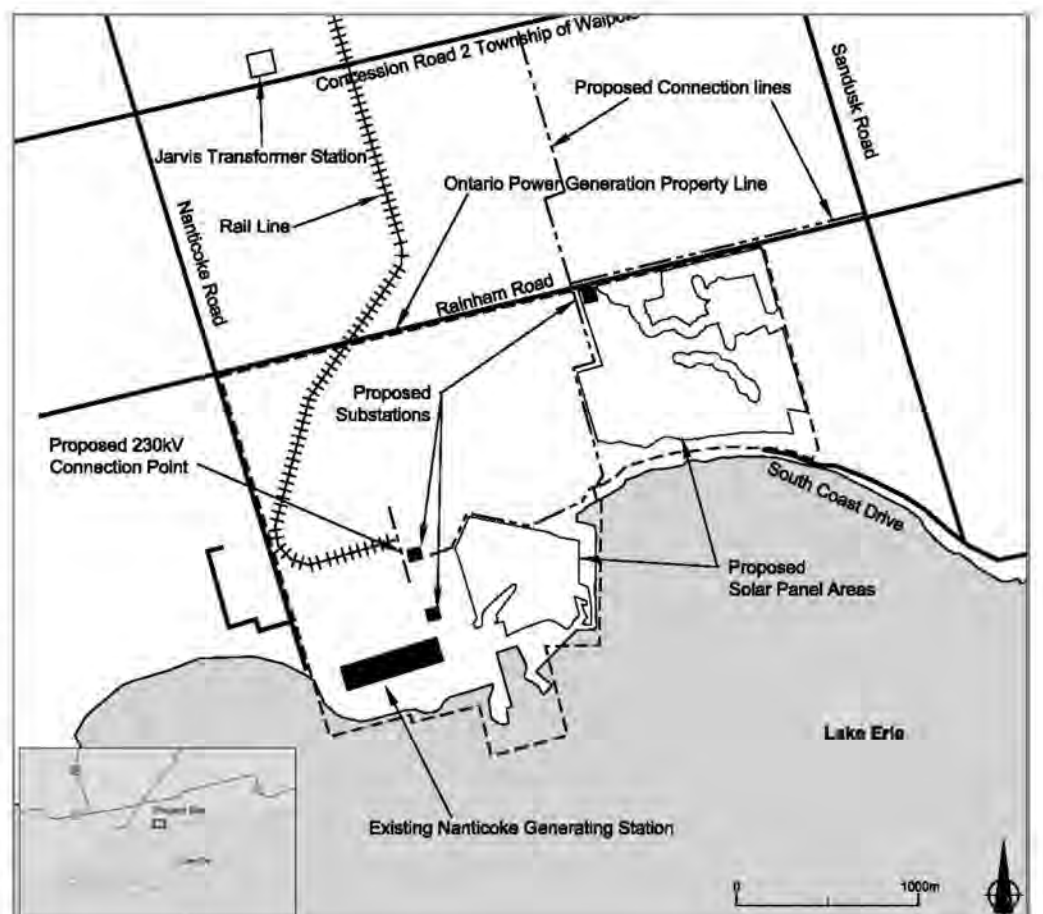 Concession Road 2 Township of Walpole
Proposed Connection lines
Sandusk Road
Jarvis Transformer Station
Ontario Power Generation Property Line
Rail Line
Nanticoke Road
Rainham Road
Proposed
Substations
Proposed 230kV
Connection Point
South Coast Drive
Proposed
Solar Panel Areas
Lake Erie
Existing Nanticoke Generating Station
0
1000m